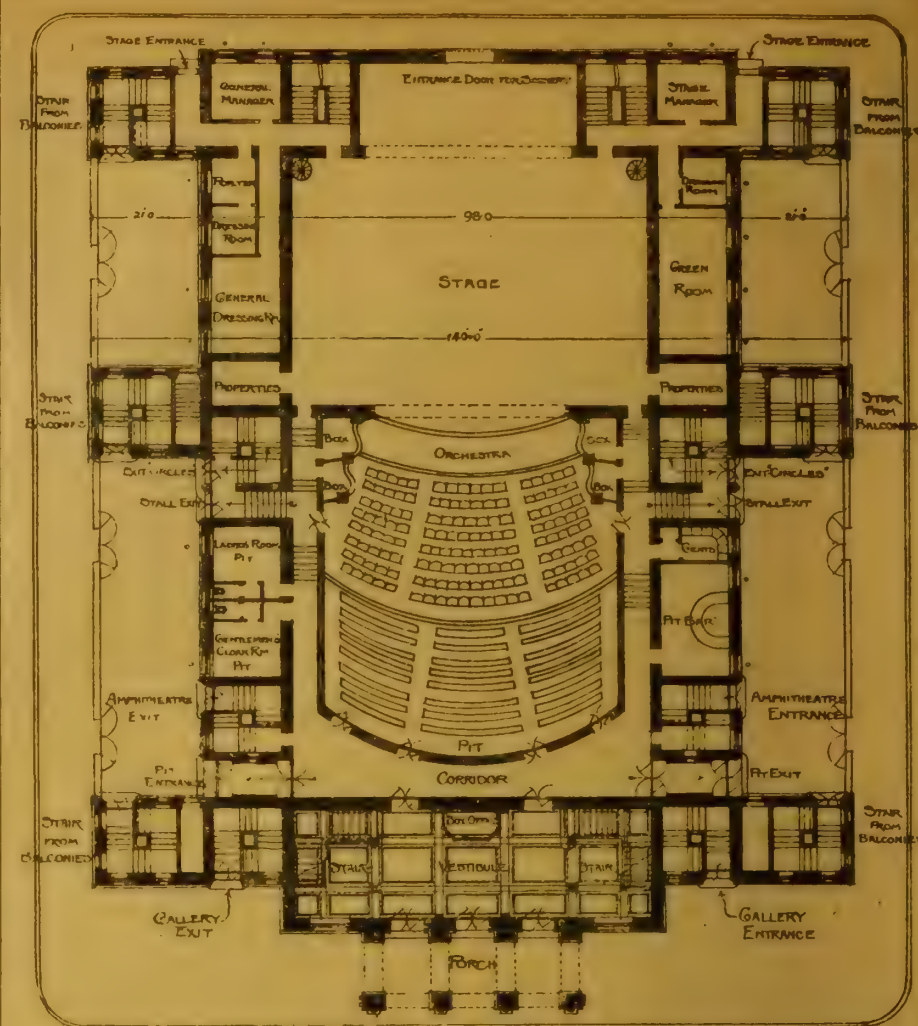 STAGE ENTRANCE
STAGE ENTRANCE
STAIR
FROM
BALCONIES
GENERAL
MANAGER
ENTRANCE DOOR FOR SCENERY
STAGE
MANAGER
STAIR
FROM
BALCONIES
PORTER
DRESSING
ROOM
21'0
98.0
DRESSING
ROOM
STAGE
GREEN
ROOM
GENERAL
DRESSING RM
140'-0"
STAIR
FROM
BALCONIES
PROPERTIES
PROPERTIES
STAIR
FROM
BALCONIES
BOX
ORCHESTRA
BOX
EXIT "CIRCLES"
BOX
BOX
EXIT "CIRCLES"
STALL EXIT
STALL EXIT
LADIES ROOM
PIT
GENTS
GENTLEMEN'S
CLOAK RM
PIT
PIT BAR
AMPHITHEATRE
EXIT
AMPHITHEATRE
ENTRANCE
PIT
PIT
ENTRANCE
CORRIDOR
PIT EXIT
STAIR
FROM
BALCONIES
BOX OFFICE
STAIR
VESTIBULE
STAIR
STAIR
FROM
BALCONIES
GALLERY
EXIT
GALLERY
ENTRANCE
PORCH